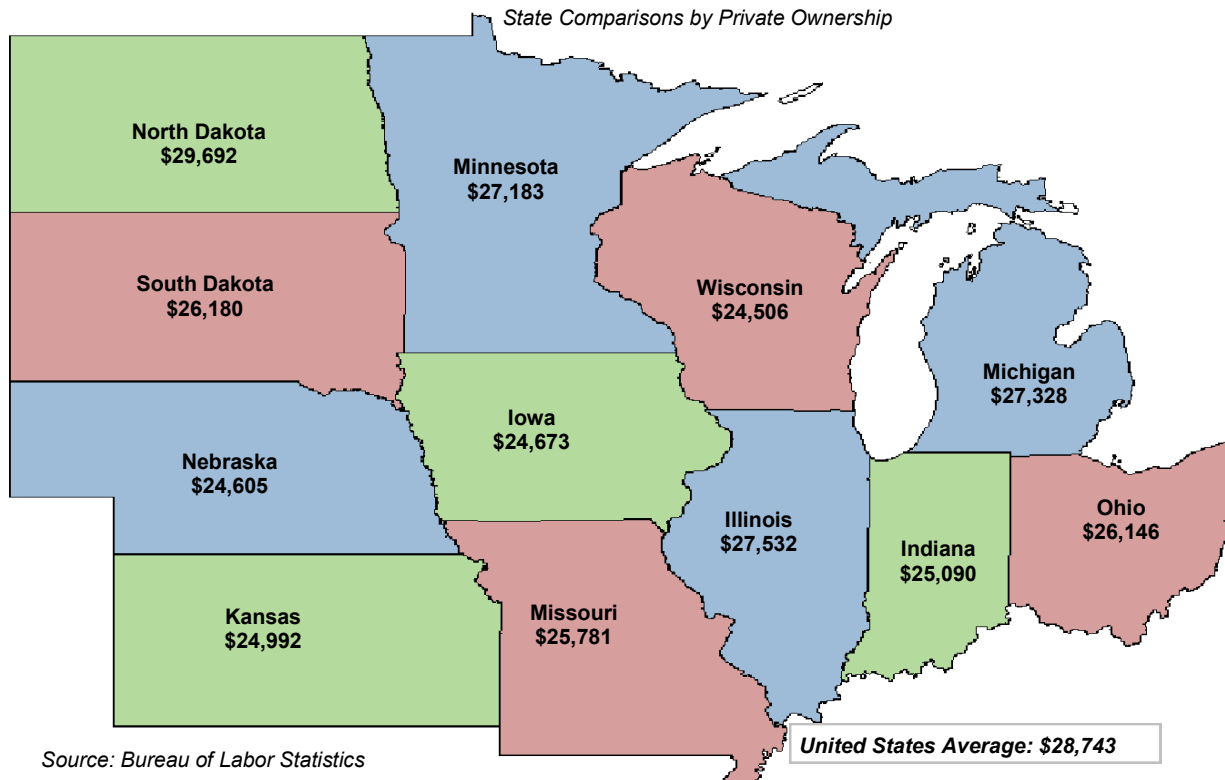 State Comparisons by Private Ownership
North Dakota
$29,692
Minnesota
$27,183
South Dakota
$26,180
Wisconsin
$24,506
Michigan
$27,328
Iowa
$24,673
Nebraska
$24,605
Illinois
$27,532
Indiana
$25,090
Ohio
$26,146
Kansas
$24,992
Missouri
$25,781
United States Average: $28,743
Source: Bureau of Labor Statistics